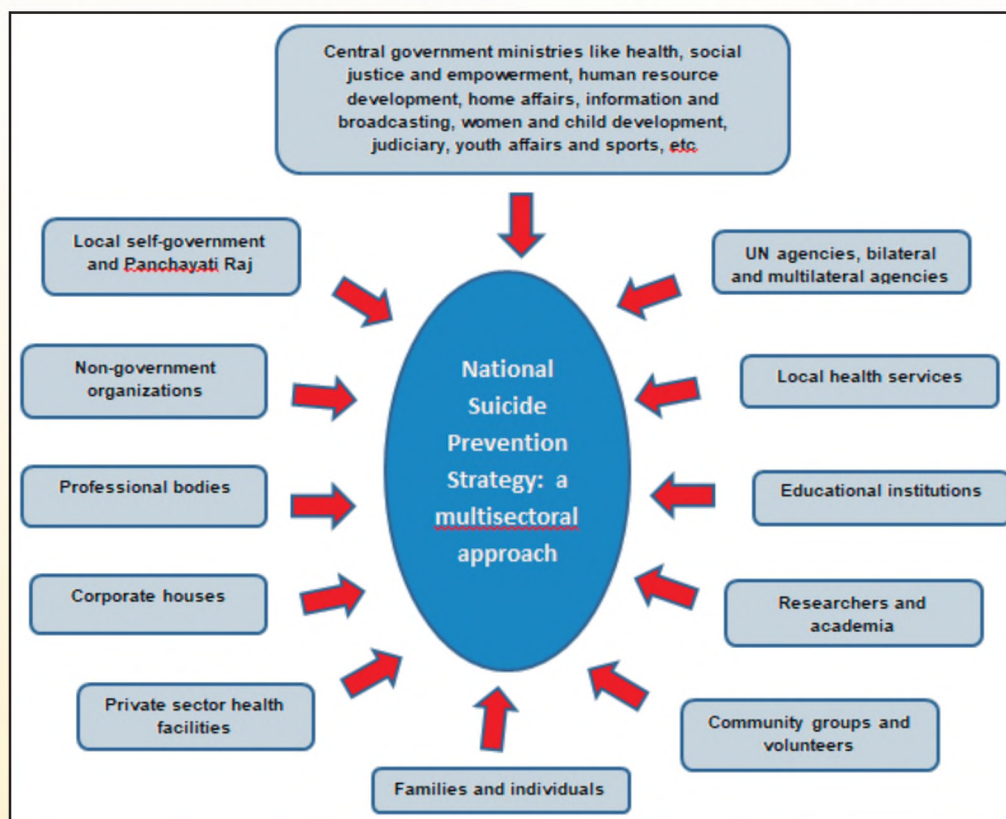 Central government ministries like health, social
justice and empowerment, human resource
development, home affairs, information and
broadcasting, women and child development,
judiciary, youth affairs and sports, etc
Local self-government
and Panchayati Raj
UN agencies, bilateral
and multilateral agencies
Non-government
organizations
Local health services
National
Suicide
Prevention
Strategy: a
multisectoral
approach
Professional bodies
Educational institutions
Corporate houses
Researchers and
academia
Private sector health
facilities
Community groups and
volunteers
Families and individuals